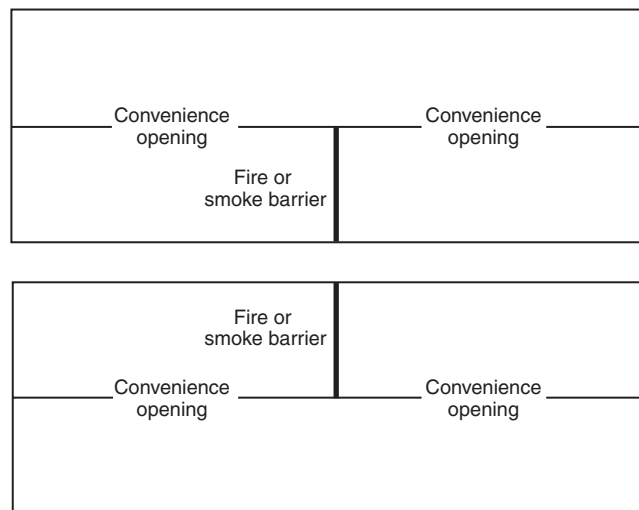 Convenience
opening
Convenience
opening
Fire or
smoke barrier
Fire or
smoke barrier
Convenience
opening
Convenience
opening